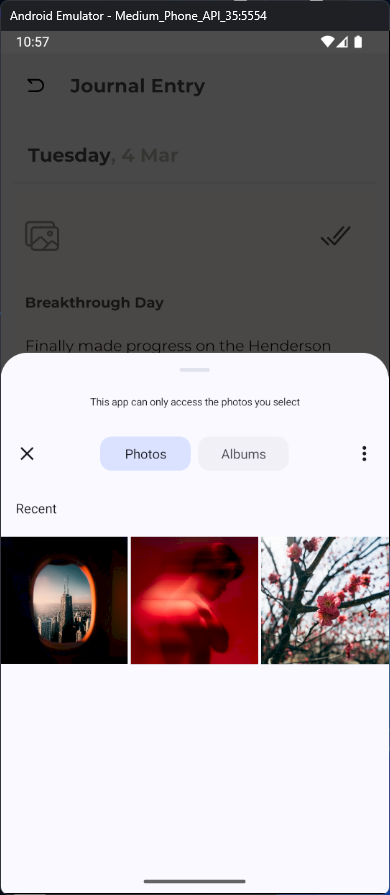 Android Emulator - Medium_Phone_API_35:5554
10:57
Journal Entry
Tuesday, 4 Mar
Breakthrough Day
Finally made progress on the Henderson
This app can only access the photos you select
Photos
Albums
Recent